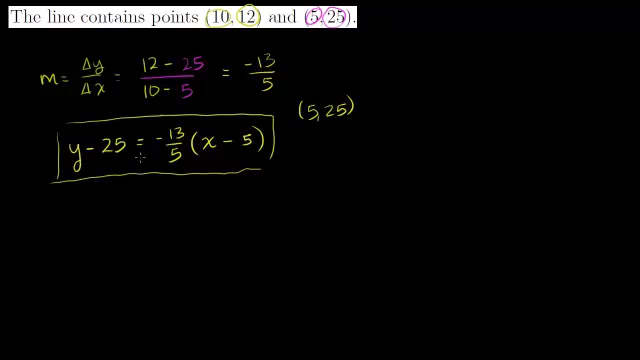 The line contains points (10, 12) and (5, 25).
m = Δy/Δx = (12 - 25)/(10 - 5) = -13/5
(5, 25)
y - 25 = -13/5 (x - 5)